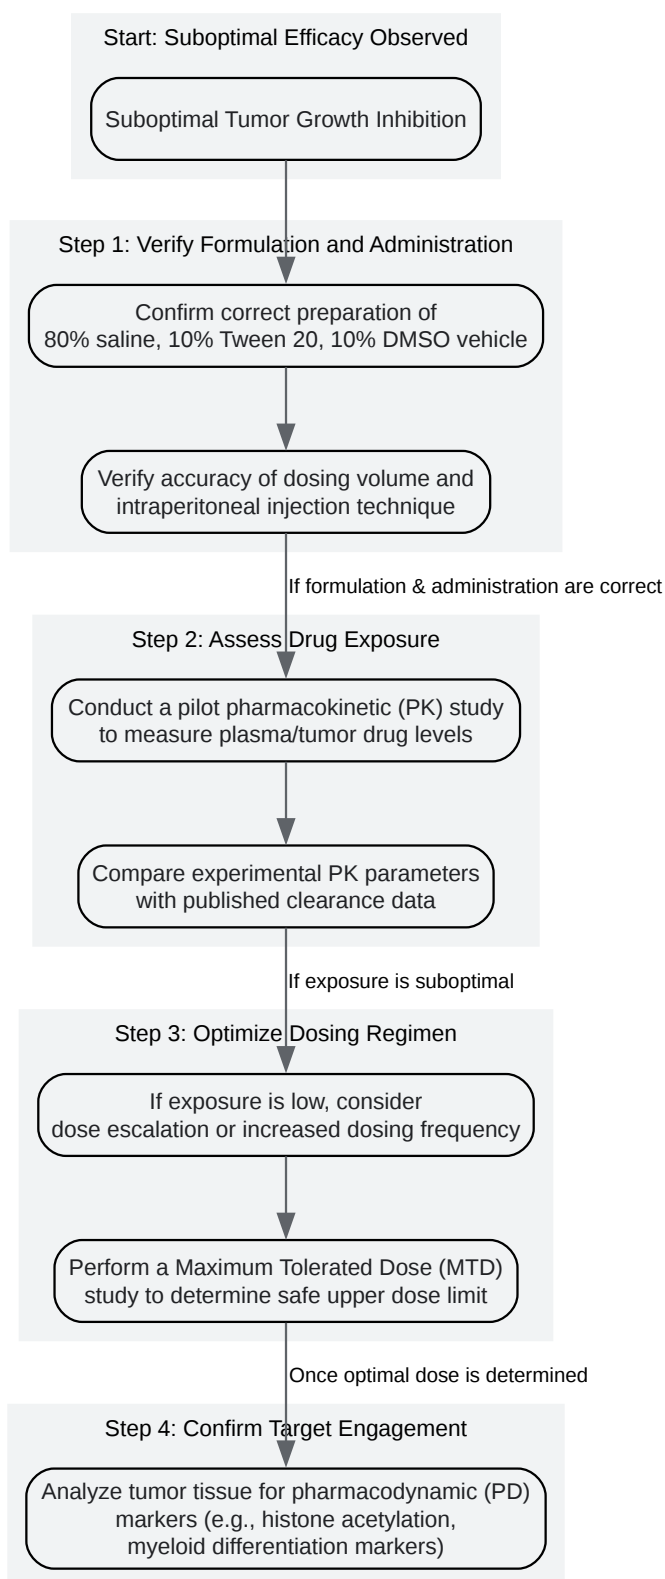 Start: Suboptimal Efficacy Observed
Suboptimal Tumor Growth Inhibition
Step 1: Verify Formulation and Administration
Confirm correct preparation of
80% saline, 10% Tween 20, 10% DMSO vehicle
Verify accuracy of dosing volume and
intraperitoneal injection technique
If formulation & administration are correct
Step 2: Assess Drug Exposure
Conduct a pilot pharmacokinetic (PK) study
to measure plasma/tumor drug levels
Compare experimental PK parameters
with published clearance data
If exposure is suboptimal
Step 3: Optimize Dosing Regimen
If exposure is low, consider
dose escalation or increased dosing frequency
Perform a Maximum Tolerated Dose (MTD)
study to determine safe upper dose limit
Once optimal dose is determined
Step 4: Confirm Target Engagement
Analyze tumor tissue for pharmacodynamic (PD)
markers (e.g., histone acetylation,
myeloid differentiation markers)